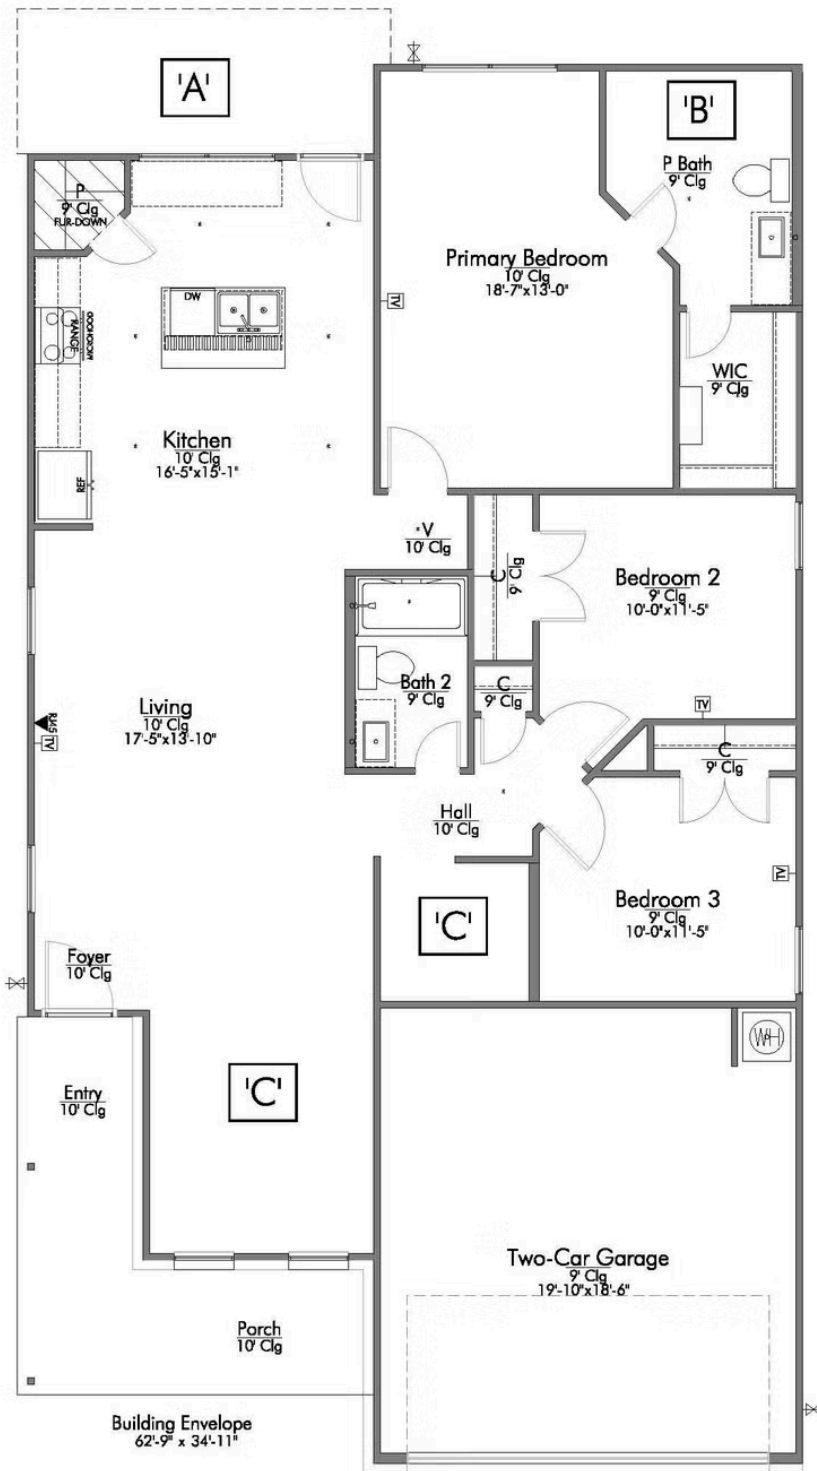 'A'
'B'
P
9' Clg
FUR-DOWN
P Bath
9' Clg
Primary Bedroom
10' Clg
18'-7"x13'-0"
DW
TV
RANGE
MICROHOOD
WIC
9' Clg
Kitchen
10' Clg
16'-5"x15'-1"
REF
V
10' Clg
C
9' Clg
Bedroom 2
9' Clg
10'-0"x11'-5"
Bath 2
9' Clg
C
9' Clg
TV
Living
10' Clg
17'-5"x13'-10"
RJ45
TV
C
9' Clg
Hall
10' Clg
TV
Bedroom 3
9' Clg
10'-0"x11'-5"
'C'
Foyer
10' Clg
WH
Entry
10' Clg
'C'
Two-Car Garage
9' Clg
19'-10"x18'-6"
Porch
10' Clg
Building Envelope
62'-9" x 34'-11"